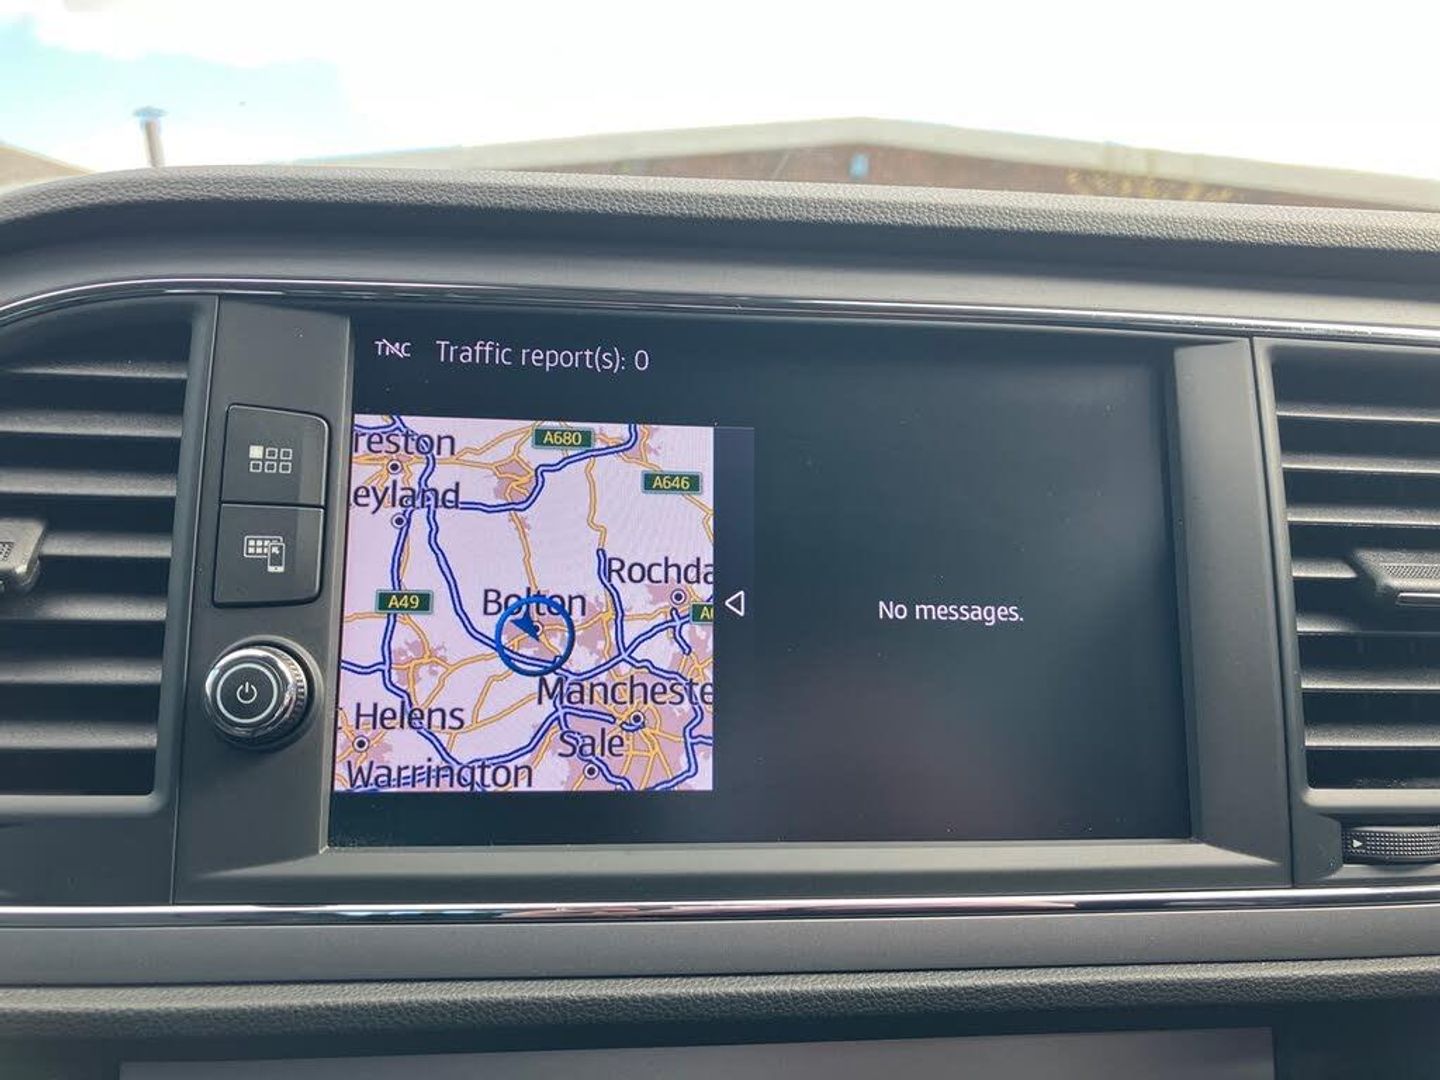 TMC Traffic report(s): 0
reston
A680
A646
eyland
Rochda
A49
Bolton
Mancheste
Helens
Sale
Warrington
No messages.